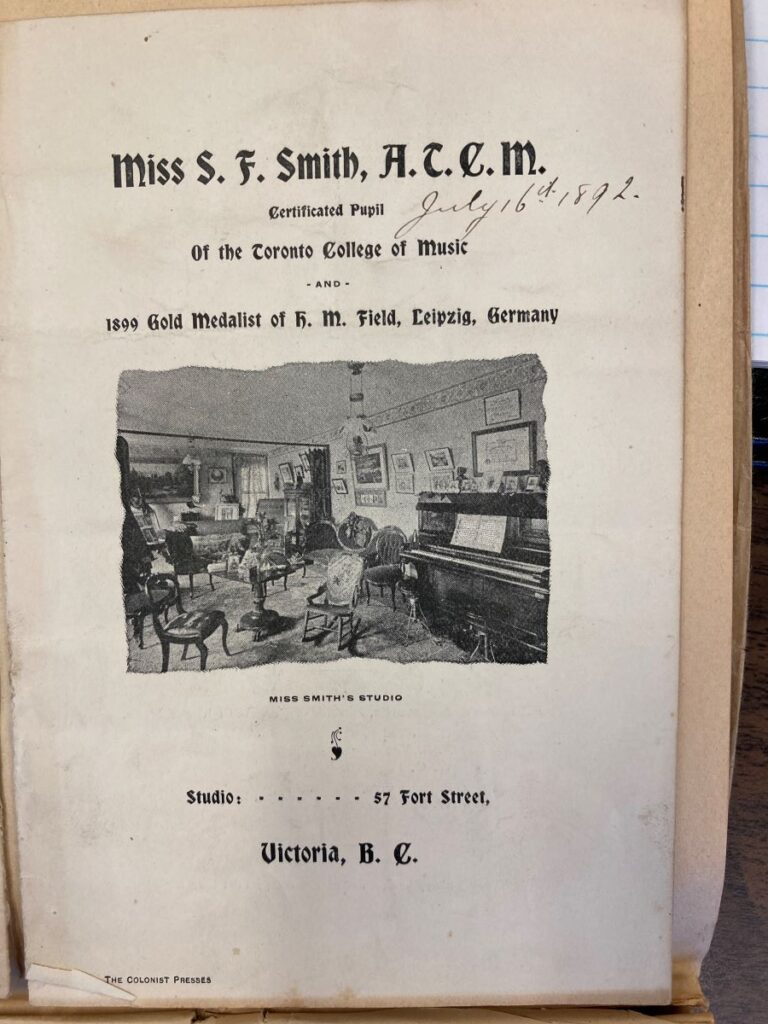 Miss S. F. Smith, A. T. C. M.
Certificated Pupil
July 16th 1892.
Of the Toronto College of Music
- AND -
1899 Gold Medalist of H. M. Field, Leipzig, Germany
MISS SMITH'S STUDIO
Studio: - - - - - - 57 Fort Street,
Victoria, B. C.
THE COLONIST PRESSES